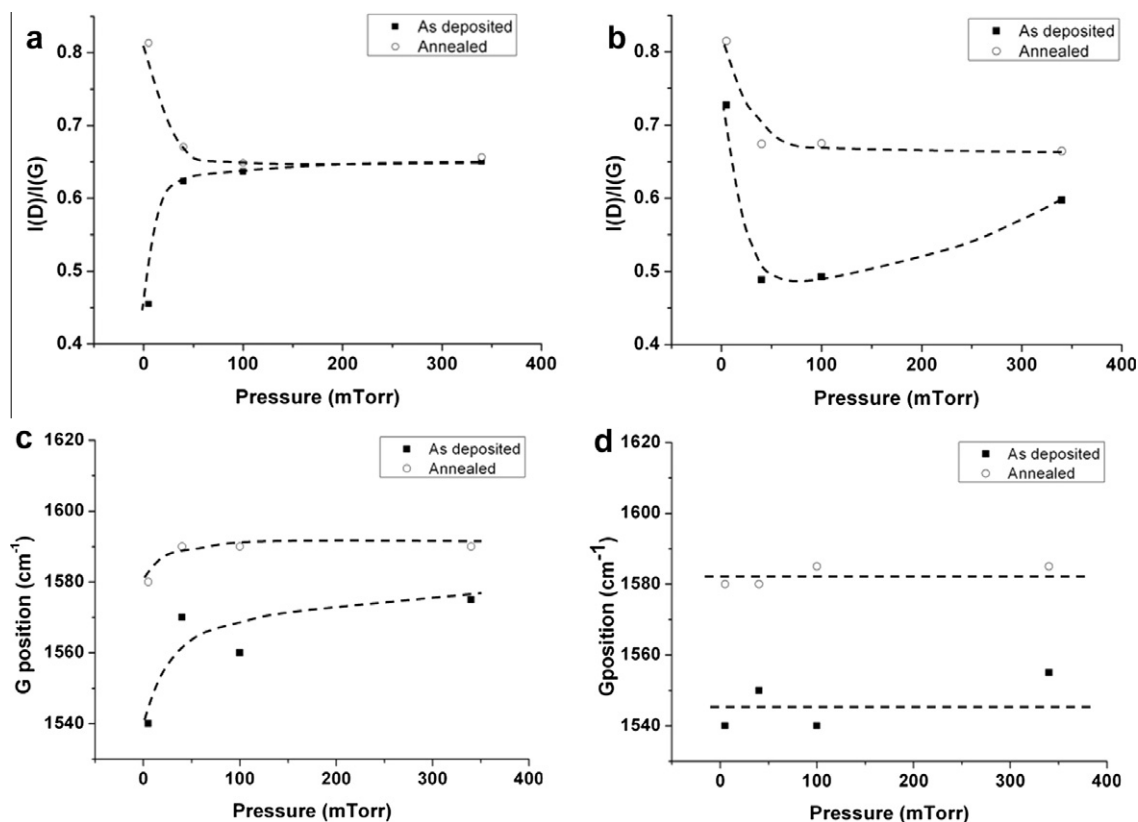 a
As deposited
Annealed
0.8
0.7
0.6
0.5
0.4
I(D)/I(G)
0 100 200 300 400
Pressure (mTorr)
b
As deposited
Annealed
0.8
0.7
0.6
0.5
0.4
I(D)/I(G)
0 100 200 300 400
Pressure (mTorr)
c
As deposited
Annealed
1620
1600
1580
1560
1540
G position (cm⁻¹)
0 100 200 300 400
Pressure (mTorr)
d
As deposited
Annealed
1620
1600
1580
1560
1540
Gposition (cm⁻¹)
0 100 200 300 400
Pressure (mTorr)